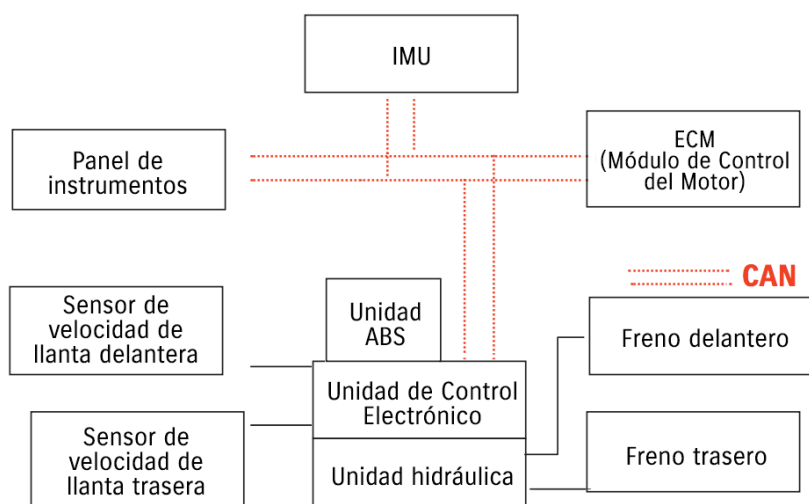 IMU
Panel de
instrumentos
ECM
(Módulo de Control
del Motor)
CAN
Sensor de
velocidad de
llanta delantera
Unidad
ABS
Freno delantero
Unidad de Control
Electrónico
Sensor de
velocidad de
llanta trasera
Unidad hidráulica
Freno trasero